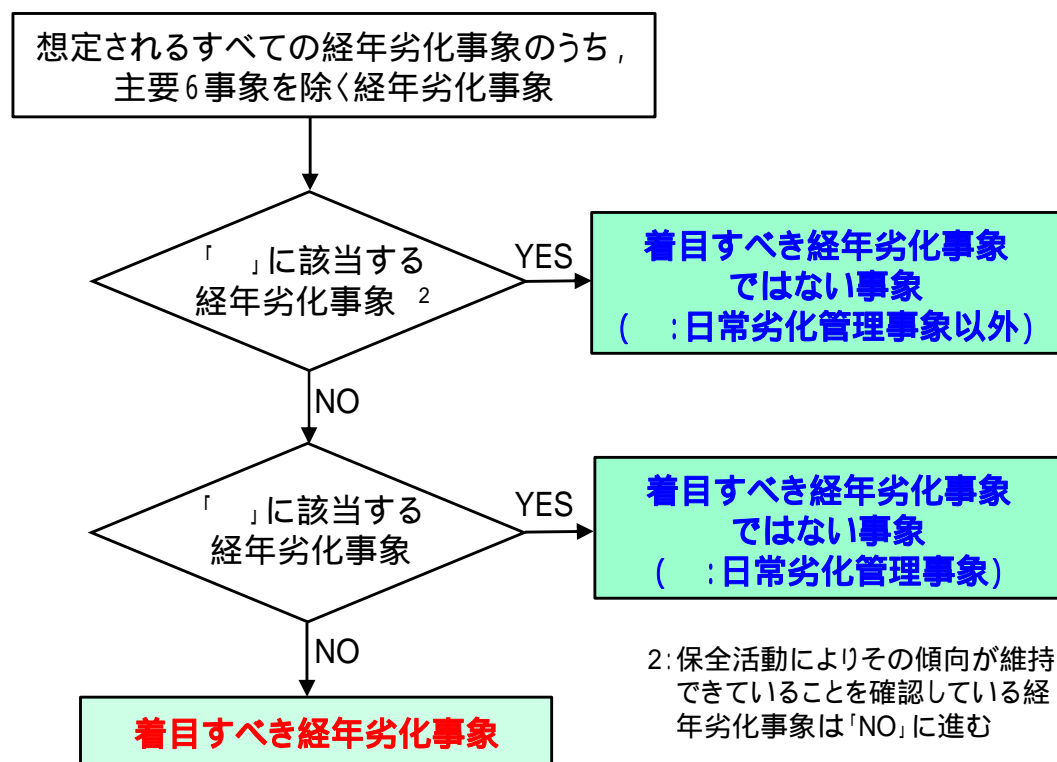 想定されるすべての経年劣化事象のうち,
主要6事象を除く経年劣化事象
「　」に該当する
経年劣化事象 2
YES
着目すべき経年劣化事象
ではない事象
(　:日常劣化管理事象以外)
NO
「　」に該当する
経年劣化事象
YES
着目すべき経年劣化事象
ではない事象
(　:日常劣化管理事象)
NO
2:保全活動によりその傾向が維持
できていることを確認している経
年劣化事象は「NO」に進む
着目すべき経年劣化事象